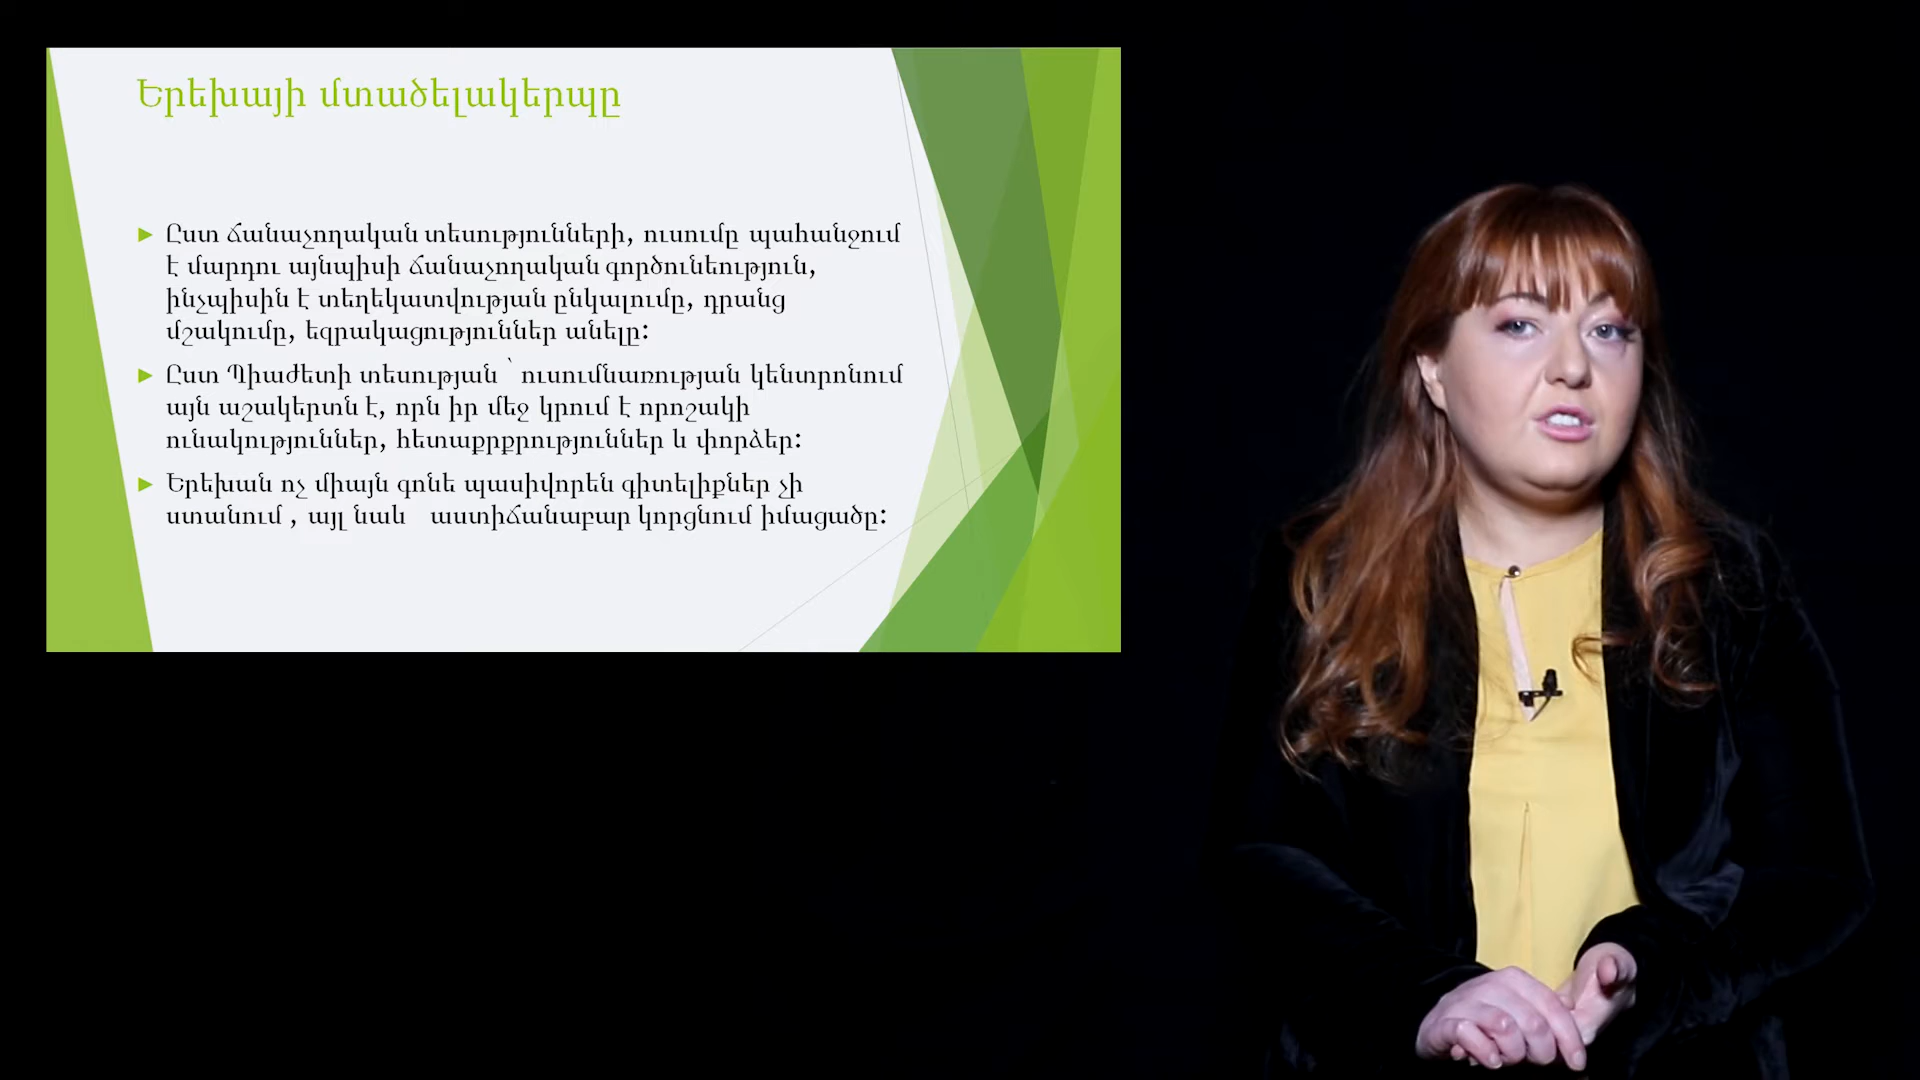 Երեխայի մտածելակերպը
Ըստ ճանաչողական տեսությունների, ուսումը պահանջում
է մարդու այնպիսի ճանաչողական գործունեություն,
ինչպիսին է տեղեկատվության ընկալումը, դրանց
մշակումը, եզրակացություններ անելը:
Ըստ Պիաժետի տեսության ՝ ուսումնառության կենտրոնում
այն աշակերտն է, որն իր մեջ կրում է որոշակի
ունակություններ, հետաքրքրություններ և փորձեր:
Երեխան ոչ միայն գոնե պասիվորեն գիտելիքներ չի
ստանում , այլ նաև աստիճանաբար կորցնում իմացածը: